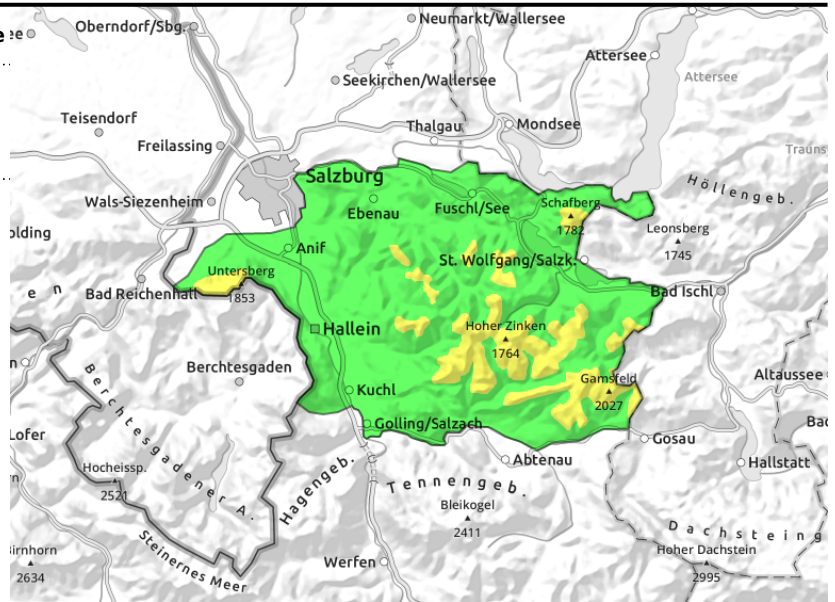 Neumarkt/Wallersee
Oberndorf/Sbg.
ee
Attersee
Attersee
Seekirchen/Wallersee
Teisendorf
Thalgau
Mondsee
Freilassing
Salzburg
Höllengeb.
Wals-Siezenheim
Ebenau
Fuschl/See
Schafberg
1782
Leonsberg
1745
olding
Anif
St. Wolfgang/Salzk.
Untersberg
1853
Bad Reichenhall
Bad Ischl
e n
Hallein
Hoher Zinken
1764
Berchtesgaden
Berchtesgadener A.
Altaussee
Kuchl
Gamsfeld
2027
Golling/Salzach
Lofer
Gosau
Hocheissp.
2521
Hagengeb.
Tennengeb.
Abtenau
Hallstatt
Bleikogel
2411
Dachsteing
Hoher Dachstein
2995
Steinernes Meer
Werfen
irnhorn
2634